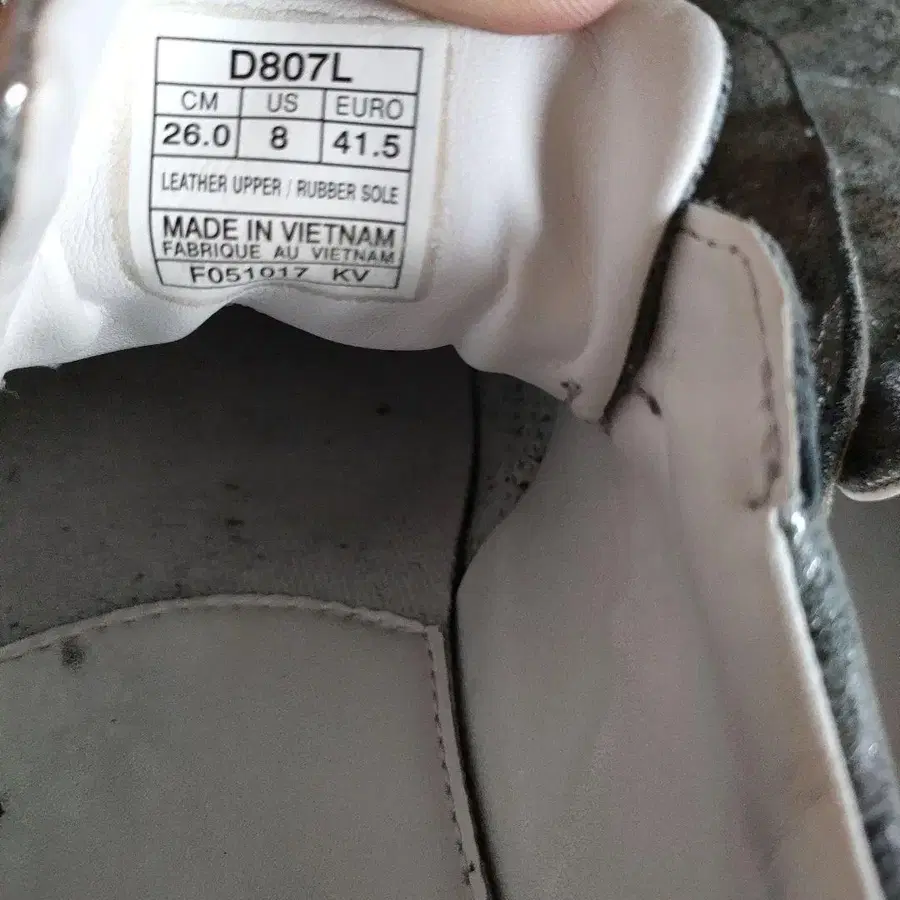 D807L
CM US EURO
26.0 8 41.5
LEATHER UPPER / RUBBER SOLE
MADE IN VIETNAM
FABRIQUE AU VIETNAM
F051017 KV